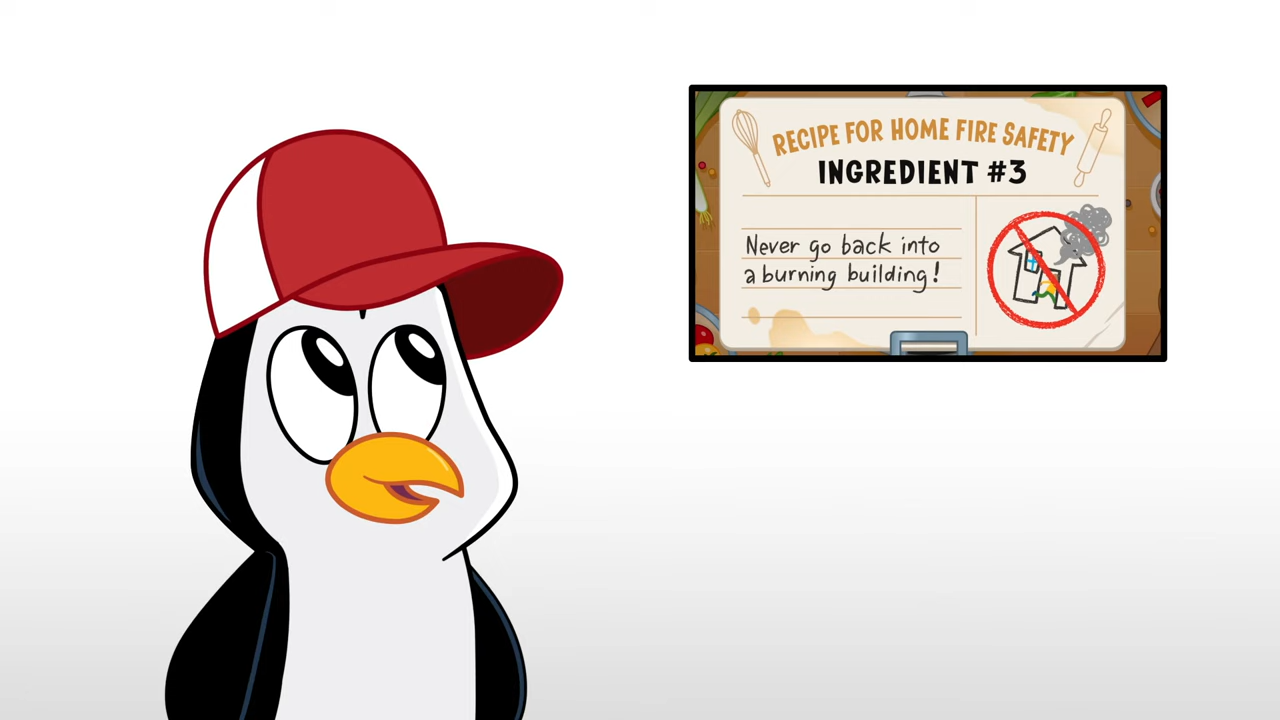 RECIPE FOR HOME FIRE SAFETY
INGREDIENT #3
Never go back into
a burning building!